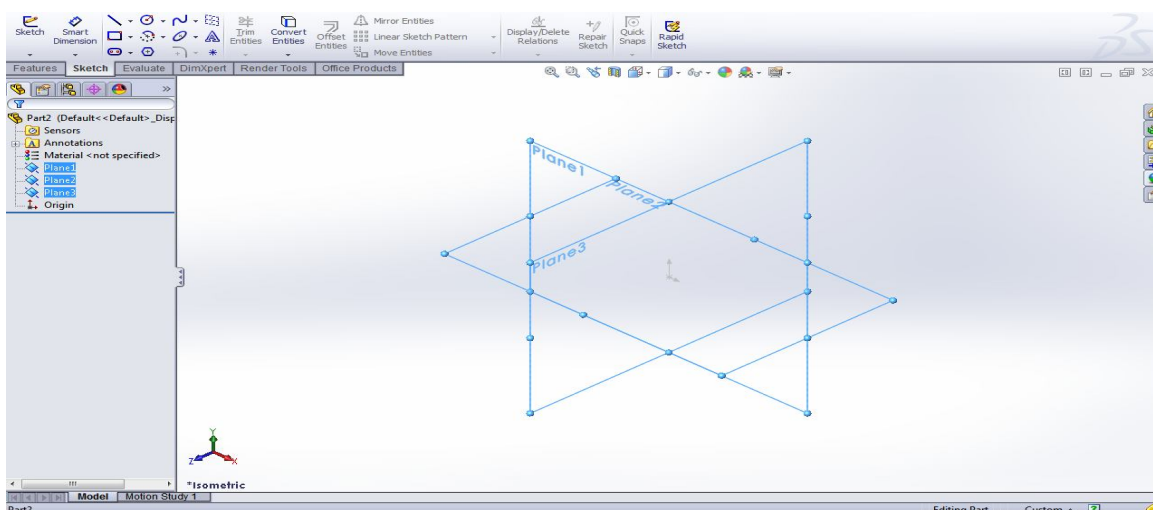 Sketch Smart Dimension Trim Entities Convert Entities Offset Entities Mirror Entities Linear Sketch Pattern Move Entities Display/Delete Relations Repair Sketch Quick Snaps Rapid Sketch
Features Sketch Evaluate DimXpert Render Tools Office Products
Part2 (Default<<Default>_Disp
Sensors
Annotations
Material <not specified>
Plane1
Plane2
Plane3
Origin
Plane1
Plane2
Plane3
Y
Z X
*Isometric
Model Motion Study 1
Part2 Editing Part Custom